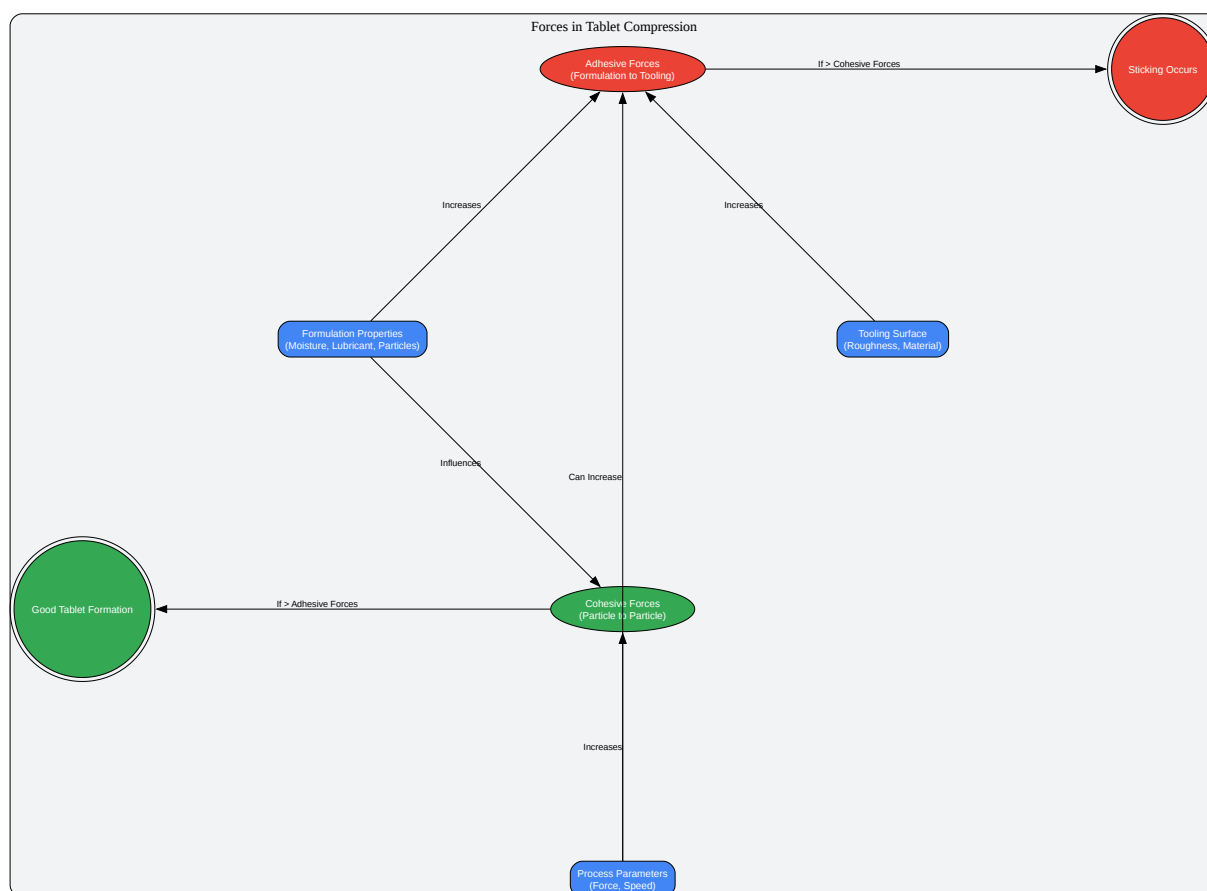 Forces in Tablet Compression
Adhesive Forces
(Formulation to Tooling)
If > Cohesive Forces
Sticking Occurs
Increases
Increases
Formulation Properties
(Moisture, Lubricant, Particles)
Tooling Surface
(Roughness, Material)
Influences
Can Increase
Good Tablet Formation
If > Adhesive Forces
Cohesive Forces
(Particle to Particle)
Increases
Process Parameters
(Force, Speed)